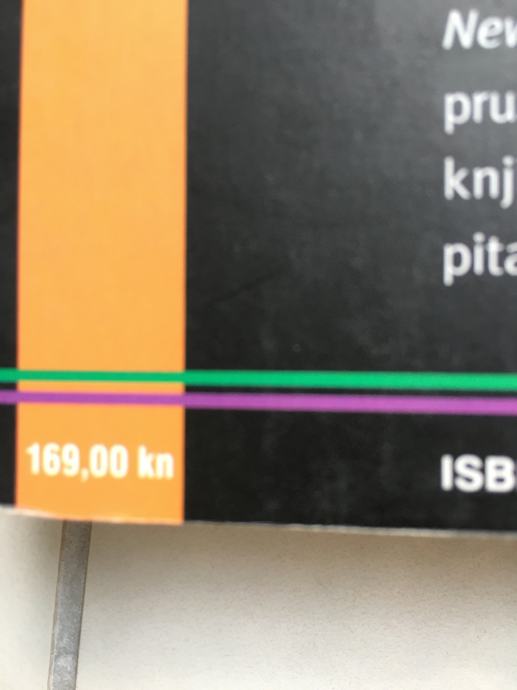 New
pru
knj
pita
169,00 kn
ISB